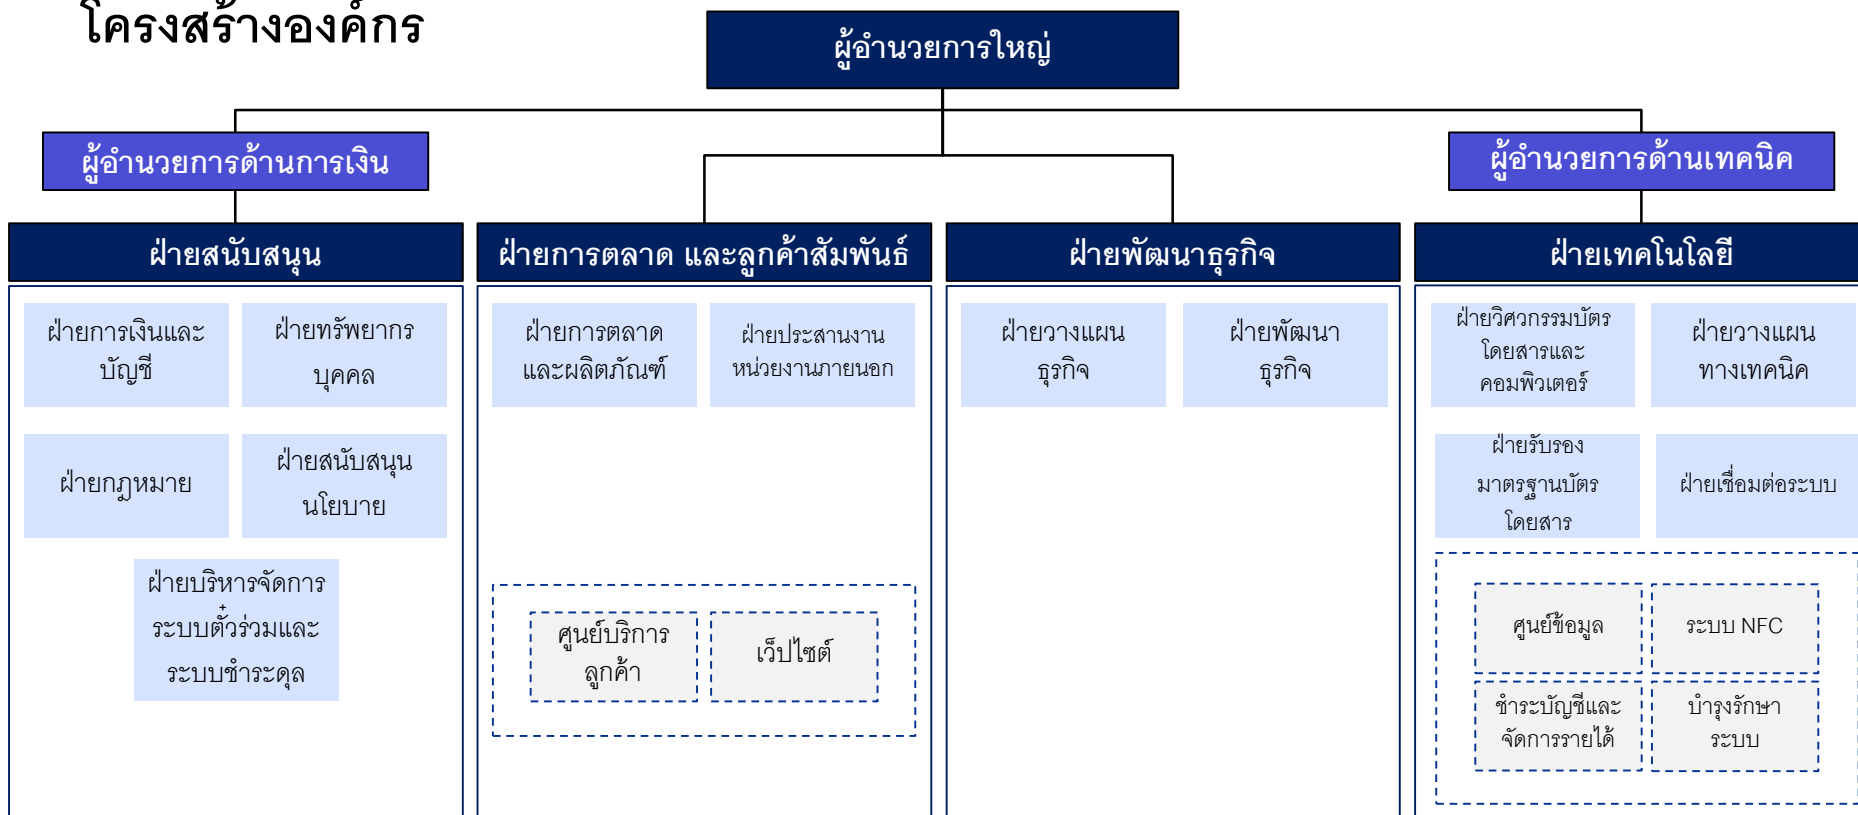 โครงสร้างองค์กร
ผู้อำนวยการใหญ่
ผู้อำนวยการด้านการเงิน
ผู้อำนวยการด้านเทคนิค
ฝ่ายสนับสนุน
ฝ่ายการเงินและ
บัญชี
ฝ่ายทรัพยากร
บุคคล
ฝ่ายกฎหมาย
ฝ่ายสนับสนุน
นโยบาย
ฝ่ายบริหารจัดการ
ระบบตั๋วร่วมและ
ระบบชำระดุล
ฝ่ายการตลาด และลูกค้าสัมพันธ์
ฝ่ายการตลาด
และผลิตภัณฑ์
ฝ่ายประสานงาน
หน่วยงานภายนอก
ศูนย์บริการ
ลูกค้า
เว็ปไซต์
ฝ่ายพัฒนาธุรกิจ
ฝ่ายวางแผน
ธุรกิจ
ฝ่ายพัฒนา
ธุรกิจ
ฝ่ายเทคโนโลยี
ฝ่ายวิศวกรรมบัตร
โดยสารและ
คอมพิวเตอร์
ฝ่ายวางแผน
ทางเทคนิค
ฝ่ายรับรอง
มาตรฐานบัตร
โดยสาร
ฝ่ายเชื่อมต่อระบบ
ศูนย์ข้อมูล
ระบบ NFC
ชำระบัญชีและ
จัดการรายได้
บำรุงรักษา
ระบบ